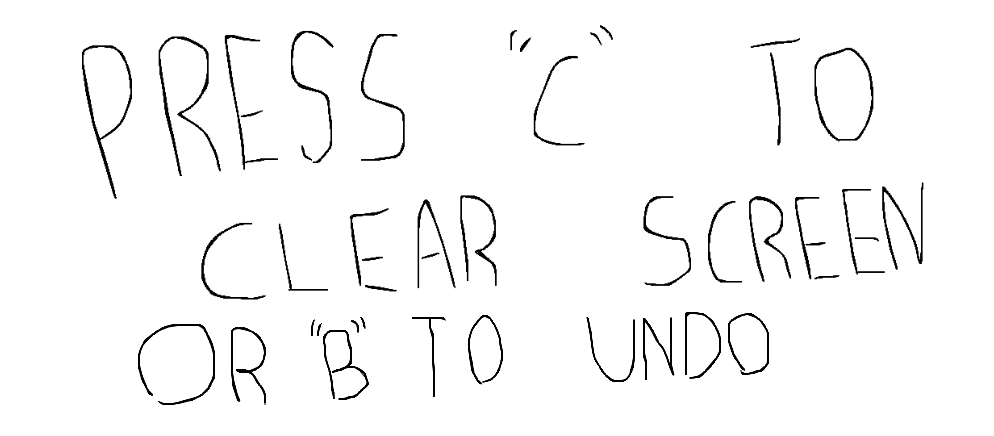 PRESS "C" TO
CLEAR SCREEN
OR "B" TO UNDO